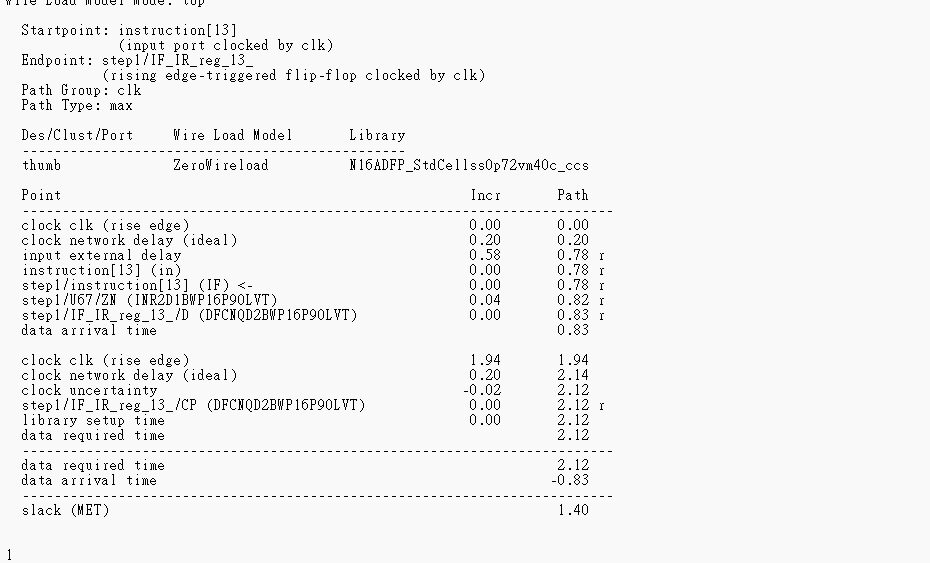 Wire Load Model Mode: top
Startpoint: instruction[13]
(input port clocked by clk)
Endpoint: step1/IF_IR_reg_13_
(rising edge-triggered flip-flop clocked by clk)
Path Group: clk
Path Type: max
Des/Clust/Port Wire Load Model Library
------------------------------------------------
thumb ZeroWireload N16ADFP_StdCellss0p72vm40c_ccs
Point Incr Path
--------------------------------------------------------------------------
clock clk (rise edge) 0.00 0.00
clock network delay (ideal) 0.20 0.20
input external delay 0.58 0.78 r
instruction[13] (in) 0.00 0.78 r
step1/instruction[13] (IF) <- 0.00 0.78 r
step1/U67/ZN (INR2D1BWP16P90LVT) 0.04 0.82 r
step1/IF_IR_reg_13_/D (DFCNQD2BWP16P90LVT) 0.00 0.83 r
data arrival time 0.83
clock clk (rise edge) 1.94 1.94
clock network delay (ideal) 0.20 2.14
clock uncertainty -0.02 2.12
step1/IF_IR_reg_13_/CP (DFCNQD2BWP16P90LVT) 0.00 2.12 r
library setup time 0.00 2.12
data required time 2.12
--------------------------------------------------------------------------
data required time 2.12
data arrival time -0.83
--------------------------------------------------------------------------
slack (MET) 1.40
1